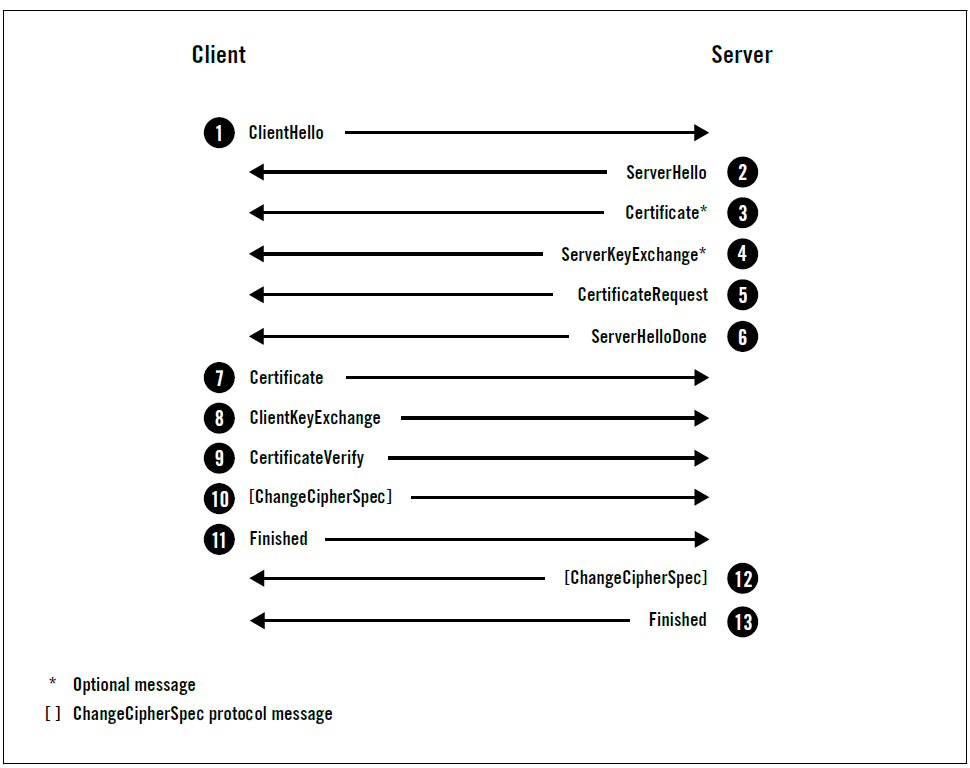 Client Server
1 ClientHello
ServerHello 2
Certificate* 3
ServerKeyExchange* 4
CertificateRequest 5
ServerHelloDone 6
7 Certificate
8 ClientKeyExchange
9 CertificateVerify
10 [ChangeCipherSpec]
11 Finished
[ChangeCipherSpec] 12
Finished 13
* Optional message
[ ] ChangeCipherSpec protocol message